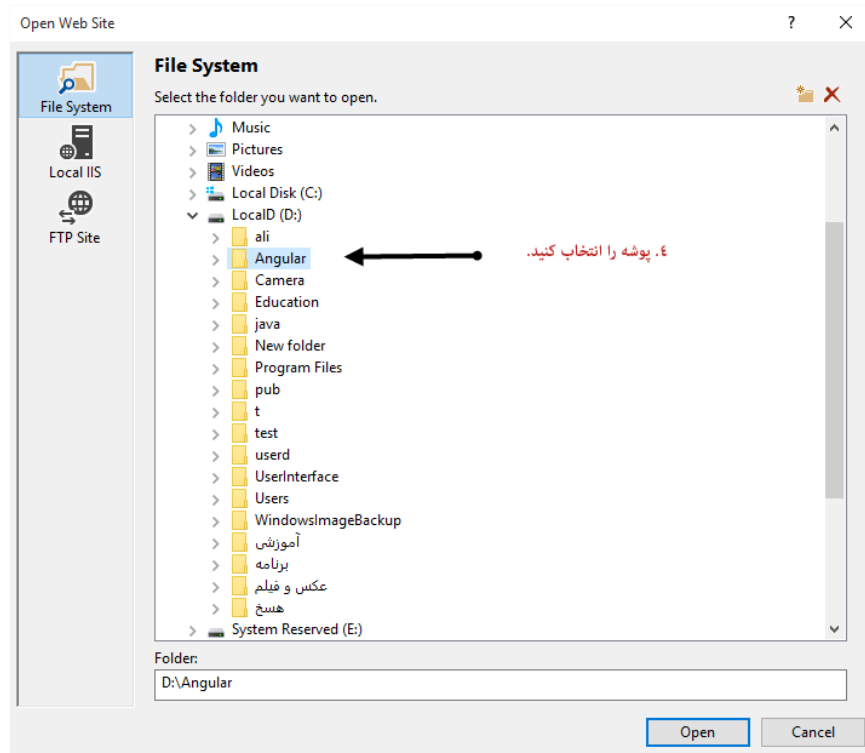 Open Web Site
?
File System
Local IIS
FTP Site
File System
Select the folder you want to open.
Music
Pictures
Videos
Local Disk (C:)
LocalD (D:)
ali
Angular
۴. پوشه را انتخاب کنید.
Camera
Education
java
New folder
Program Files
pub
t
test
userd
UserInterface
Users
WindowsImageBackup
آموزشی
برنامه
عکس و فیلم
هسخ
System Reserved (E:)
Folder:
D:\Angular
Open
Cancel